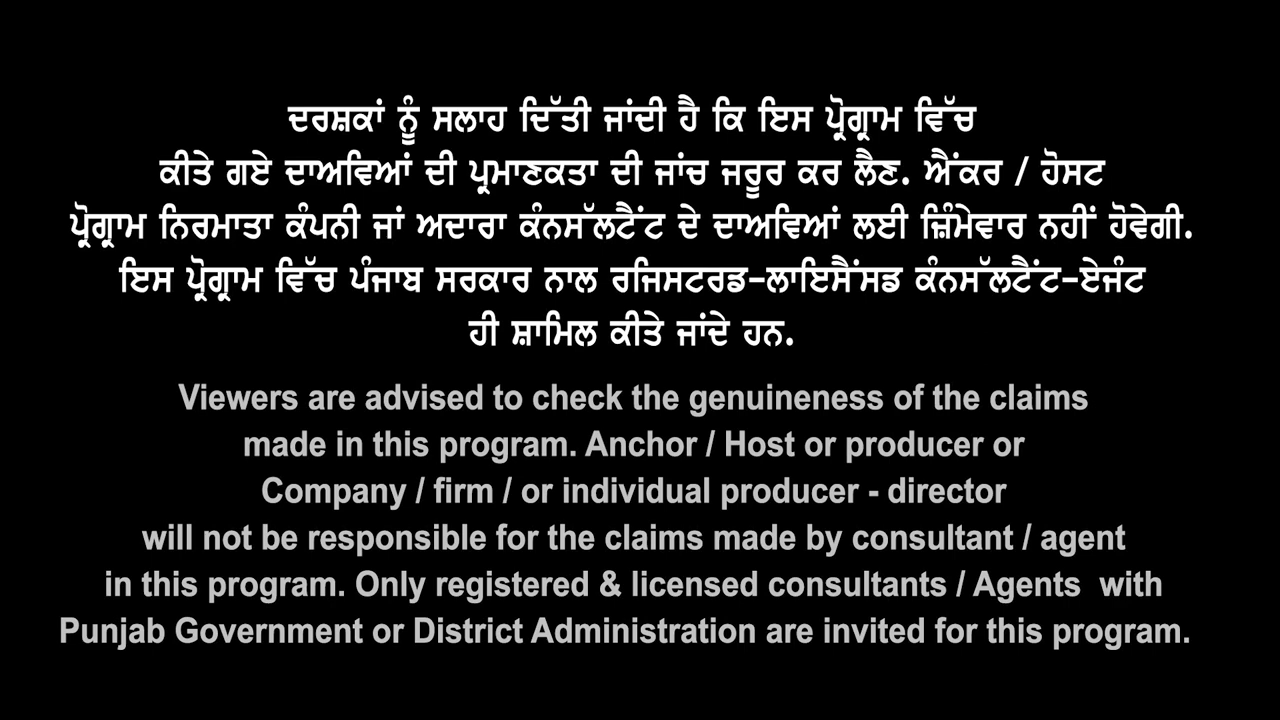 ਦਰਸ਼ਕਾਂ ਨੂੰ ਸਲਾਹ ਦਿੱਤੀ ਜਾਂਦੀ ਹੈ ਕਿ ਇਸ ਪ੍ਰੋਗ੍ਰਾਮ ਵਿੱਚ
ਕੀਤੇ ਗਏ ਦਾਅਵਿਆਂ ਦੀ ਪ੍ਰਮਾਣਕਤਾ ਦੀ ਜਾਂਚ ਜਰੂਰ ਕਰ ਲੈਣ. ਐਂਕਰ / ਹੋਸਟ
ਪ੍ਰੋਗ੍ਰਾਮ ਨਿਰਮਾਤਾ ਕੰਪਨੀ ਜਾਂ ਅਦਾਰਾ ਕੰਨਸੱਲਟੈਂਟ ਦੇ ਦਾਅਵਿਆਂ ਲਈ ਜ਼ਿੰਮੇਵਾਰ ਨਹੀਂ ਹੋਵੇਗੀ.
ਇਸ ਪ੍ਰੋਗ੍ਰਾਮ ਵਿੱਚ ਪੰਜਾਬ ਸਰਕਾਰ ਨਾਲ ਰਜਿਸਟਰਡ-ਲਾਇਸੈਂਸਡ ਕੰਨਸੱਲਟੈਂਟ-ਏਜੰਟ
ਹੀ ਸ਼ਾਮਿਲ ਕੀਤੇ ਜਾਂਦੇ ਹਨ.
Viewers are advised to check the genuineness of the claims
made in this program. Anchor / Host or producer or
Company / firm / or individual producer - director
will not be responsible for the claims made by consultant / agent
in this program. Only registered & licensed consultants / Agents  with
Punjab Government or District Administration are invited for this program.